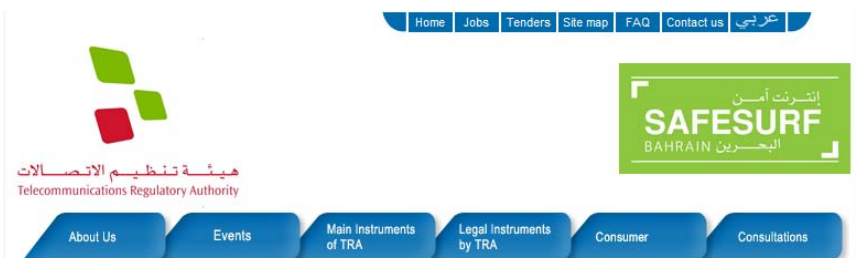 Home Jobs Tenders Site map FAQ Contact us عربي
هيئة تنظيم الاتصالات
Telecommunications Regulatory Authority
إنترنت آمن
SAFESURF
BAHRAIN البحرين
About Us Events Main Instruments of TRA Legal Instruments by TRA Consumer Consultations